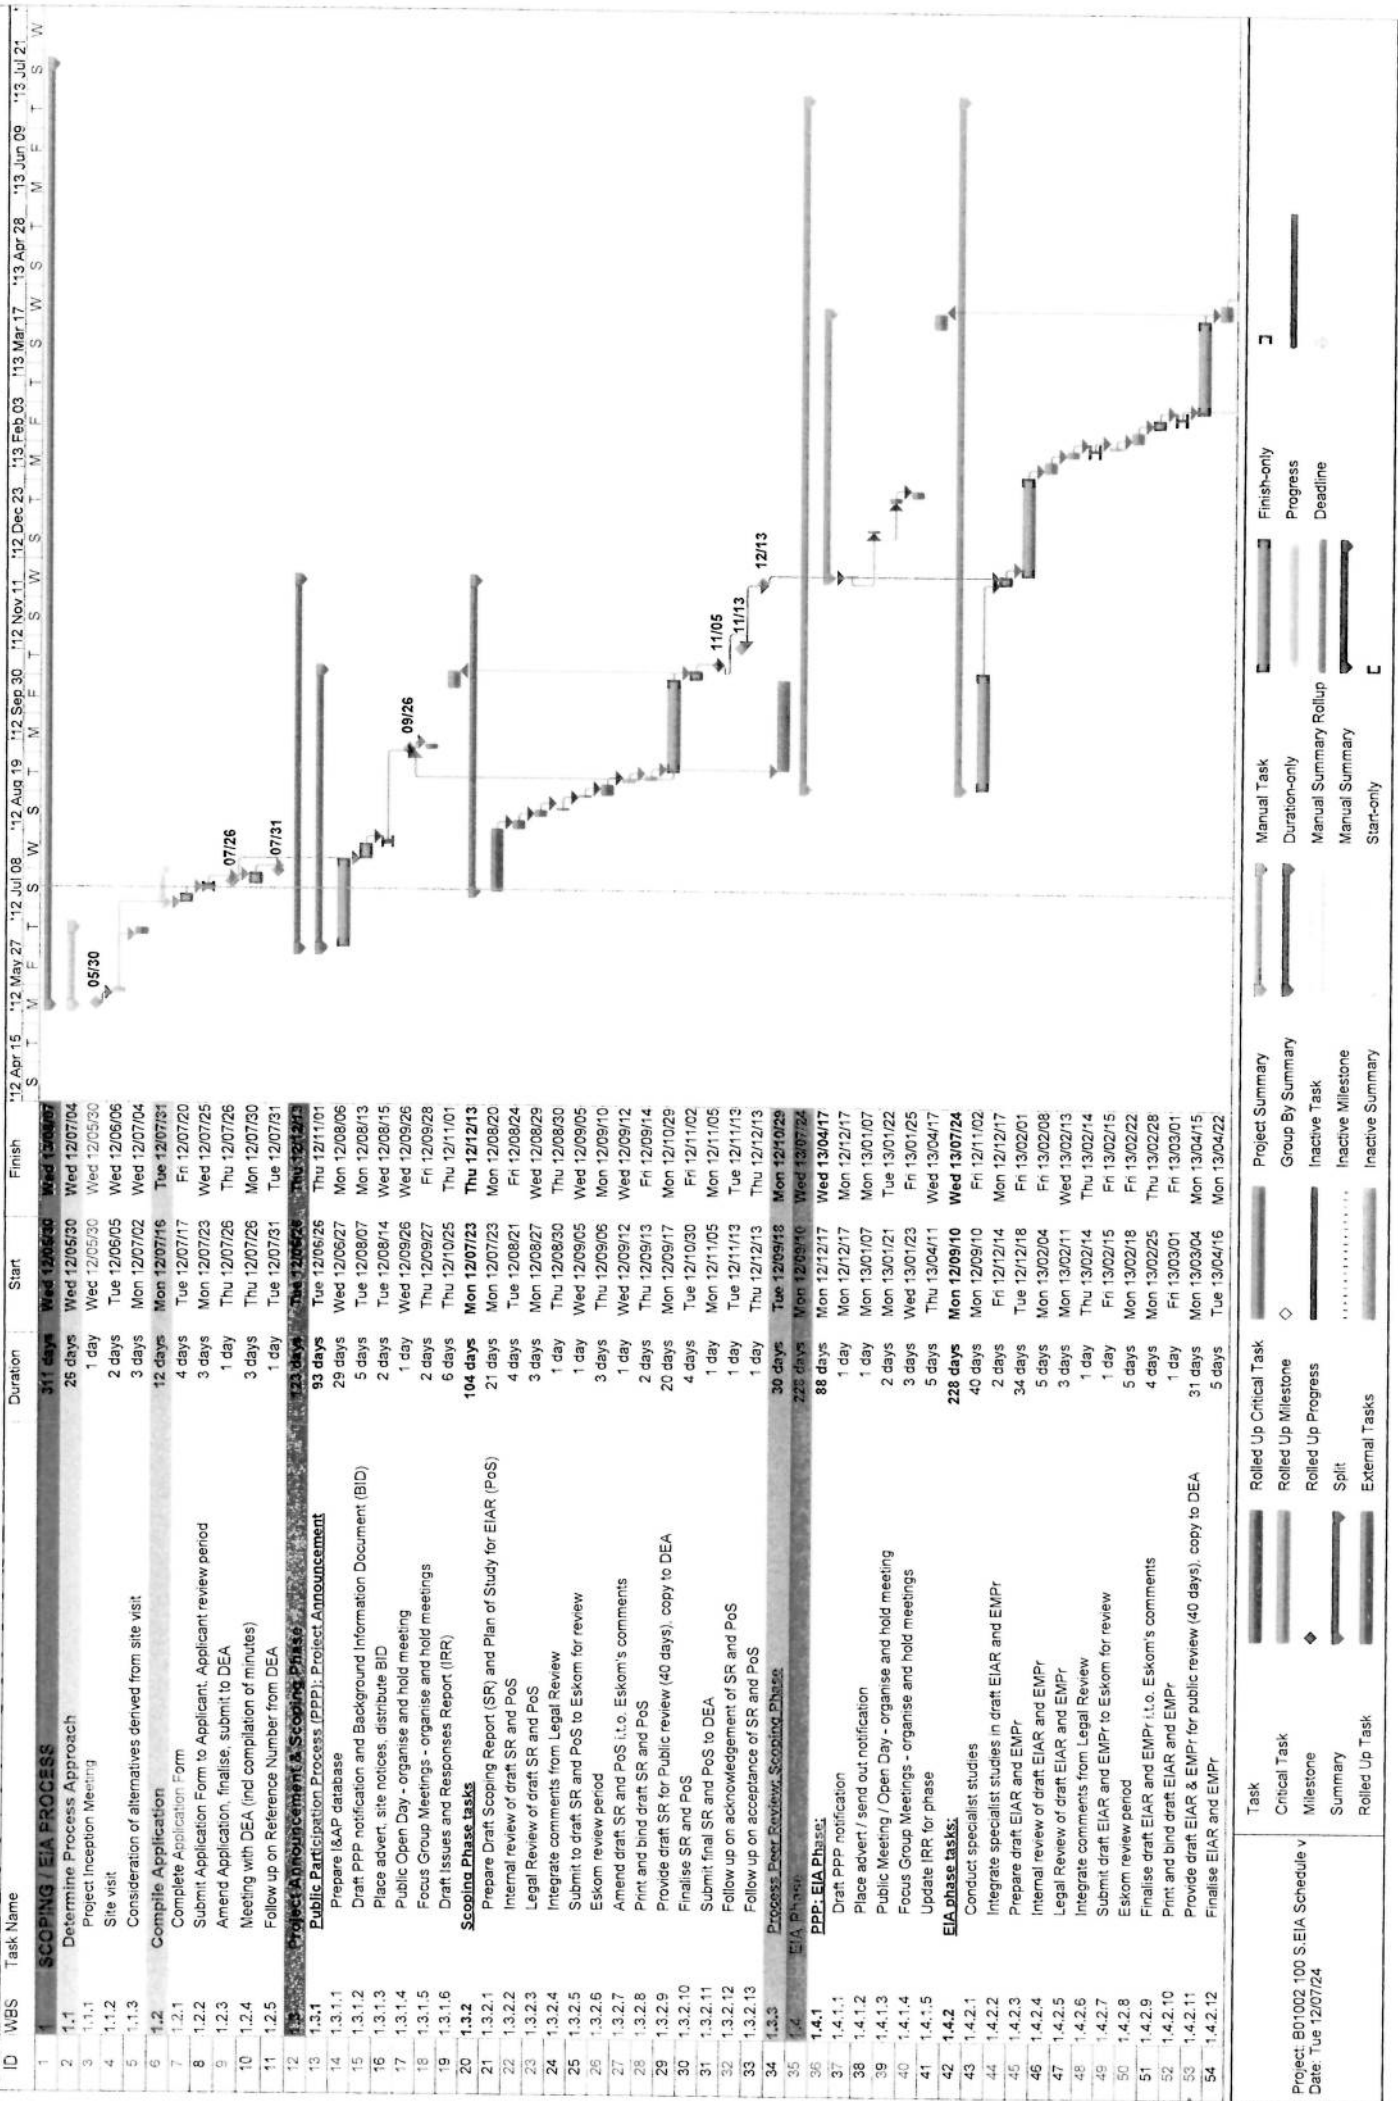 ID WBS Task Name Duration Start Finish
'12 Apr 15 '12 May 27 '12 Jul 08 '12 Aug 19 '12 Sep 30 '12 Nov 11 '12 Dec 23 '13 Feb 03 '13 Mar 17 '13 Apr 28 '13 Jun 09 '13 Jul 21
S T M F T S W S T M F T S W S T M F T S W S T M F T S W
1 1 SCOPING / EIA PROCESS 311 days Wed 12/05/30 Wed 13/08/07
2 1.1 Determine Process Approach 26 days Wed 12/05/30 Wed 12/07/04
3 1.1.1 Project Inception Meeting 1 day Wed 12/05/30 Wed 12/05/30 05/30
4 1.1.2 Site visit 2 days Tue 12/06/05 Wed 12/06/06
5 1.1.3 Consideration of alternatives derived from site visit 3 days Mon 12/07/02 Wed 12/07/04
6 1.2 Compile Application 12 days Mon 12/07/16 Tue 12/07/31
7 1.2.1 Complete Application Form 4 days Tue 12/07/17 Fri 12/07/20
8 1.2.2 Submit Application Form to Applicant, Applicant review period 3 days Mon 12/07/23 Wed 12/07/25
9 1.2.3 Amend Application, finalise, submit to DEA 1 day Thu 12/07/26 Thu 12/07/26 07/26
10 1.2.4 Meeting with DEA (incl compilation of minutes) 3 days Thu 12/07/26 Mon 12/07/30
11 1.2.5 Follow up on Reference Number from DEA 1 day Tue 12/07/31 Tue 12/07/31 07/31
12 1.3 Project Announcement & Scoping Phase 123 days Tue 12/06/26 Thu 12/12/13
13 1.3.1 Public Participation Process (PPP): Project Announcement 93 days Tue 12/06/26 Thu 12/11/01
14 1.3.1.1 Prepare I&AP database 29 days Wed 12/06/27 Mon 12/08/06
15 1.3.1.2 Draft PPP notification and Background Information Document (BID) 5 days Tue 12/08/07 Mon 12/08/13
16 1.3.1.3 Place advert, site notices, distribute BID 2 days Tue 12/08/14 Wed 12/08/15
17 1.3.1.4 Public Open Day - organise and hold meeting 1 day Wed 12/09/26 Wed 12/09/26 09/26
18 1.3.1.5 Focus Group Meetings - organise and hold meetings 2 days Thu 12/09/27 Fri 12/09/28
19 1.3.1.6 Draft Issues and Responses Report (IRR) 6 days Thu 12/10/25 Thu 12/11/01
20 1.3.2 Scoping Phase tasks 104 days Mon 12/07/23 Thu 12/12/13
21 1.3.2.1 Prepare Draft Scoping Report (SR) and Plan of Study for EIAR (PoS) 21 days Mon 12/07/23 Mon 12/08/20
22 1.3.2.2 Internal review of draft SR and PoS 4 days Tue 12/08/21 Fri 12/08/24
23 1.3.2.3 Legal Review of draft SR and PoS 3 days Mon 12/08/27 Wed 12/08/29
24 1.3.2.4 Integrate comments from Legal Review 1 day Thu 12/08/30 Thu 12/08/30
25 1.3.2.5 Submit to draft SR and PoS to Eskom for review 1 day Wed 12/09/05 Wed 12/09/05
26 1.3.2.6 Eskom review period 3 days Thu 12/09/06 Mon 12/09/10
27 1.3.2.7 Amend draft SR and PoS i.t.o. Eskom's comments 1 day Wed 12/09/12 Wed 12/09/12
28 1.3.2.8 Print and bind draft SR and PoS 2 days Thu 12/09/13 Fri 12/09/14
29 1.3.2.9 Provide draft SR for Public review (40 days), copy to DEA 20 days Mon 12/09/17 Mon 12/10/29
30 1.3.2.10 Finalise SR and PoS 4 days Tue 12/10/30 Fri 12/11/02
31 1.3.2.11 Submit final SR and PoS to DEA 1 day Mon 12/11/05 Mon 12/11/05 11/05
32 1.3.2.12 Follow up on acknowledgement of SR and PoS 1 day Tue 12/11/13 Tue 12/11/13 11/13
33 1.3.2.13 Follow up on acceptance of SR and PoS 1 day Thu 12/12/13 Thu 12/12/13 12/13
34 1.3.3 Process Peer Review: Scoping Phase 30 days Tue 12/09/18 Mon 12/10/29
35 1.4 EIA Phase 228 days Mon 12/09/10 Wed 13/07/24
36 1.4.1 PPP: EIA Phase: 88 days Mon 12/12/17 Wed 13/04/17
37 1.4.1.1 Draft PPP notification 1 day Mon 12/12/17 Mon 12/12/17
38 1.4.1.2 Place advert / send out notification 1 day Mon 13/01/07 Mon 13/01/07
39 1.4.1.3 Public Meeting / Open Day - organise and hold meeting 2 days Mon 13/01/21 Tue 13/01/22
40 1.4.1.4 Focus Group Meetings - organise and hold meetings 3 days Wed 13/01/23 Fri 13/01/25
41 1.4.1.5 Update IRR for phase 5 days Thu 13/04/11 Wed 13/04/17
42 1.4.2 EIA phase tasks: 228 days Mon 12/09/10 Wed 13/07/24
43 1.4.2.1 Conduct specialist studies 40 days Mon 12/09/10 Fri 12/11/02
44 1.4.2.2 Integrate specialist studies in draft EIAR and EMPr 2 days Fri 12/12/14 Mon 12/12/17
45 1.4.2.3 Prepare draft EIAR and EMPr 34 days Tue 12/12/18 Fri 13/02/01
46 1.4.2.4 Internal review of draft EIAR and EMPr 5 days Mon 13/02/04 Fri 13/02/08
47 1.4.2.5 Legal Review of draft EIAR and EMPr 3 days Mon 13/02/11 Wed 13/02/13
48 1.4.2.6 Integrate comments from Legal Review 1 day Thu 13/02/14 Thu 13/02/14
49 1.4.2.7 Submit draft EIAR and EMPr to Eskom for review 1 day Fri 13/02/15 Fri 13/02/15
50 1.4.2.8 Eskom review period 5 days Mon 13/02/18 Fri 13/02/22
51 1.4.2.9 Finalise draft EIAR and EMPr i.t.o. Eskom's comments 4 days Mon 13/02/25 Thu 13/02/28
52 1.4.2.10 Print and bind draft EIAR and EMPr 1 day Fri 13/03/01 Fri 13/03/01
53 1.4.2.11 Provide draft EIAR & EMPr for public review (40 days), copy to DEA 31 days Mon 13/03/04 Mon 13/04/15
54 1.4.2.12 Finalise EIAR and EMPr 5 days Tue 13/04/16 Mon 13/04/22
Project: B01002 100 S.EIA Schedule v
Date: Tue 12/07/24
Task Rolled Up Critical Task Project Summary Manual Task Finish-only
Critical Task Rolled Up Milestone Group By Summary Duration-only Progress
Milestone Rolled Up Progress Inactive Task Manual Summary Rollup Deadline
Summary Split Inactive Milestone Manual Summary
Rolled Up Task External Tasks Inactive Summary Start-only